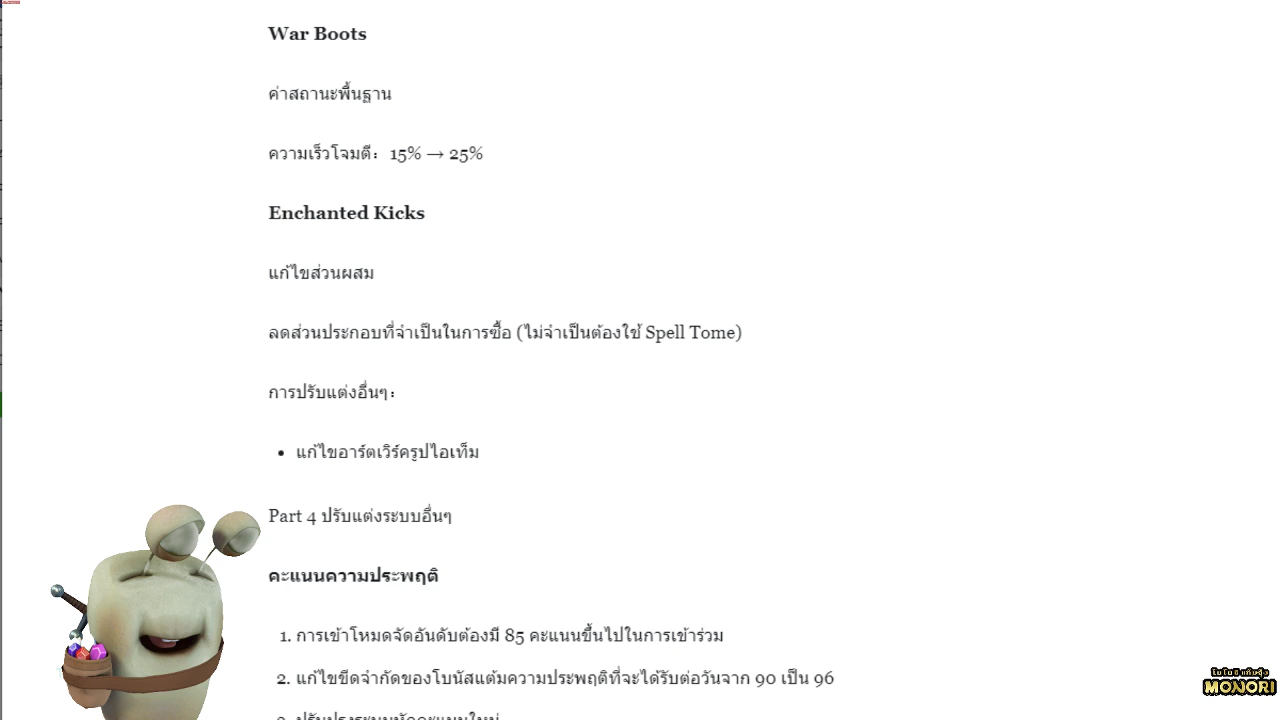 War Boots
ค่าสถานะพื้นฐาน
ความเร็วโจมตี: 15% → 25%
Enchanted Kicks
แก้ไขส่วนผสม
ลดส่วนประกอบที่จำเป็นในการซื้อ (ไม่จำเป็นต้องใช้ Spell Tome)
การปรับแต่งอื่นๆ:
• แก้ไขอาร์ตเวิร์ครูปไอเท็ม
Part 4 ปรับแต่งระบบอื่นๆ
คะแนนความประพฤติ
1. การเข้าโหมดจัดอันดับต้องมี 85 คะแนนขึ้นไปในการเข้าร่วม
2. แก้ไขขีดจำกัดของโบนัสแต้มความประพฤติที่จะได้รับต่อวันจาก 90 เป็น 96
MONORI